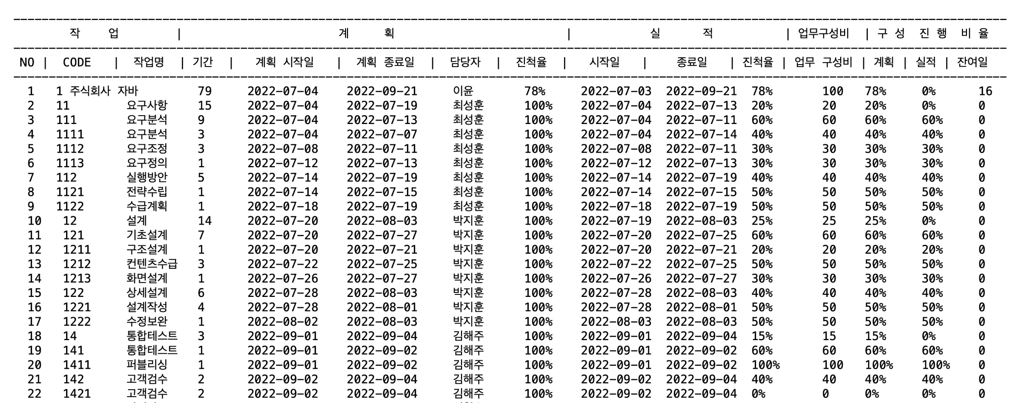 작 업 | 계 획 | 실 적 | 업무구성비 | 구 성 진 행 비 율
NO | CODE | 작업명 | 기간 | 계획 시작일 | 계획 종료일 | 담당자 | 진척율 | 시작일 | 종료일 | 진척율 | 업무 구성비 | 계획 | 실적 | 잔여일
1 1 주식회사 자바 79 2022-07-04 2022-09-21 이윤 78% 2022-07-03 2022-09-21 78% 100 78% 0% 16
2 11 요구사항 15 2022-07-04 2022-07-19 최성훈 100% 2022-07-04 2022-07-13 20% 20 20% 0% 0
3 111 요구분석 9 2022-07-04 2022-07-13 최성훈 100% 2022-07-04 2022-07-11 60% 60 60% 60% 0
4 1111 요구분석 3 2022-07-04 2022-07-07 최성훈 100% 2022-07-04 2022-07-14 40% 40 40% 40% 0
5 1112 요구조정 3 2022-07-08 2022-07-11 최성훈 100% 2022-07-08 2022-07-11 30% 30 30% 30% 0
6 1113 요구정의 1 2022-07-12 2022-07-13 최성훈 100% 2022-07-12 2022-07-13 30% 30 30% 30% 0
7 112 실행방안 5 2022-07-14 2022-07-19 최성훈 100% 2022-07-14 2022-07-19 40% 40 40% 40% 0
8 1121 전략수립 1 2022-07-14 2022-07-15 최성훈 100% 2022-07-14 2022-07-15 50% 50 50% 50% 0
9 1122 수급계획 1 2022-07-18 2022-07-19 최성훈 100% 2022-07-18 2022-07-19 50% 50 50% 50% 0
10 12 설계 14 2022-07-20 2022-08-03 박지훈 100% 2022-07-19 2022-08-03 25% 25 25% 0% 0
11 121 기초설계 7 2022-07-20 2022-07-27 박지훈 100% 2022-07-20 2022-07-25 60% 60 60% 60% 0
12 1211 구조설계 1 2022-07-20 2022-07-21 박지훈 100% 2022-07-20 2022-07-21 20% 20 20% 20% 0
13 1212 컨텐츠수급 3 2022-07-22 2022-07-25 박지훈 100% 2022-07-22 2022-07-25 50% 50 50% 50% 0
14 1213 화면설계 1 2022-07-26 2022-07-27 박지훈 100% 2022-07-26 2022-07-27 30% 30 30% 30% 0
15 122 상세설계 6 2022-07-28 2022-08-03 박지훈 100% 2022-07-28 2022-08-03 40% 40 40% 40% 0
16 1221 설계작성 4 2022-07-28 2022-08-01 박지훈 100% 2022-07-28 2022-08-01 50% 50 50% 50% 0
17 1222 수정보완 1 2022-08-02 2022-08-03 박지훈 100% 2022-08-03 2022-08-03 50% 50 50% 50% 0
18 14 통합테스트 3 2022-09-01 2022-09-04 김해주 100% 2022-09-01 2022-09-04 15% 15 15% 0% 0
19 141 통합테스트 1 2022-09-01 2022-09-02 김해주 100% 2022-09-01 2022-09-02 60% 60 60% 60% 0
20 1411 퍼블리싱 1 2022-09-01 2022-09-02 김해주 100% 2022-09-01 2022-09-02 100% 100 100% 100% 0
21 142 고객검수 2 2022-09-02 2022-09-04 김해주 100% 2022-09-02 2022-09-04 40% 40 40% 40% 0
22 1421 고객검수 2 2022-09-02 2022-09-04 김해주 100% 2022-09-02 2022-09-04 0% 0 0% 0% 0